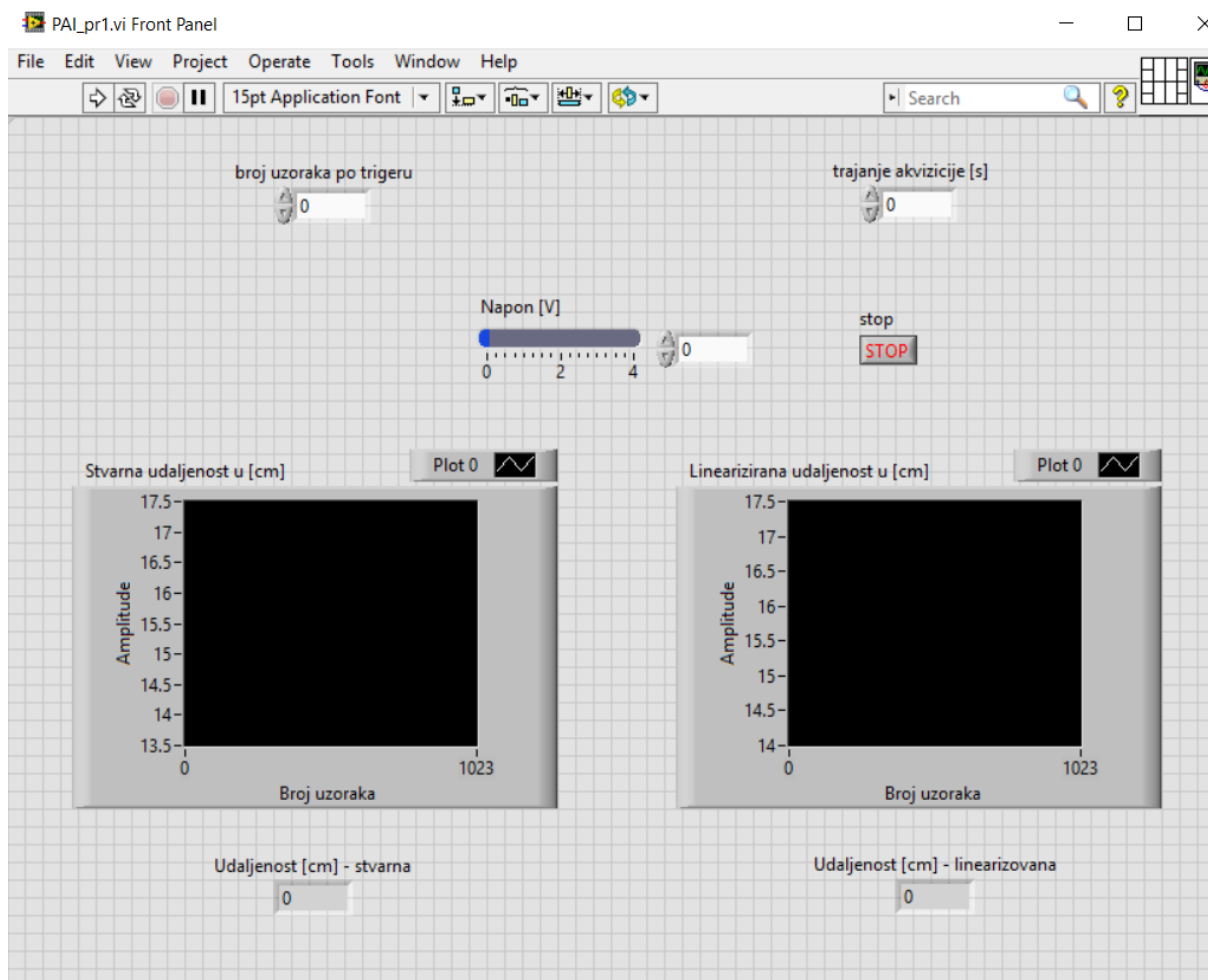 PAI_pr1.vi Front Panel
File Edit View Project Operate Tools Window Help
15pt Application Font
Search
?
broj uzoraka po trigeru
0
trajanje akvizicije [s]
0
Napon [V]
0 2 4
0
stop
STOP
Stvarna udaljenost u [cm]
Plot 0
17.5
17
16.5
16
15.5
15
14.5
14
13.5
Amplitude
0 1023
Broj uzoraka
Linearizirana udaljenost u [cm]
Plot 0
17.5
17
16.5
16
15.5
15
14.5
14
Amplitude
0 1023
Broj uzoraka
Udaljenost [cm] - stvarna
0
Udaljenost [cm] - linearizovana
0